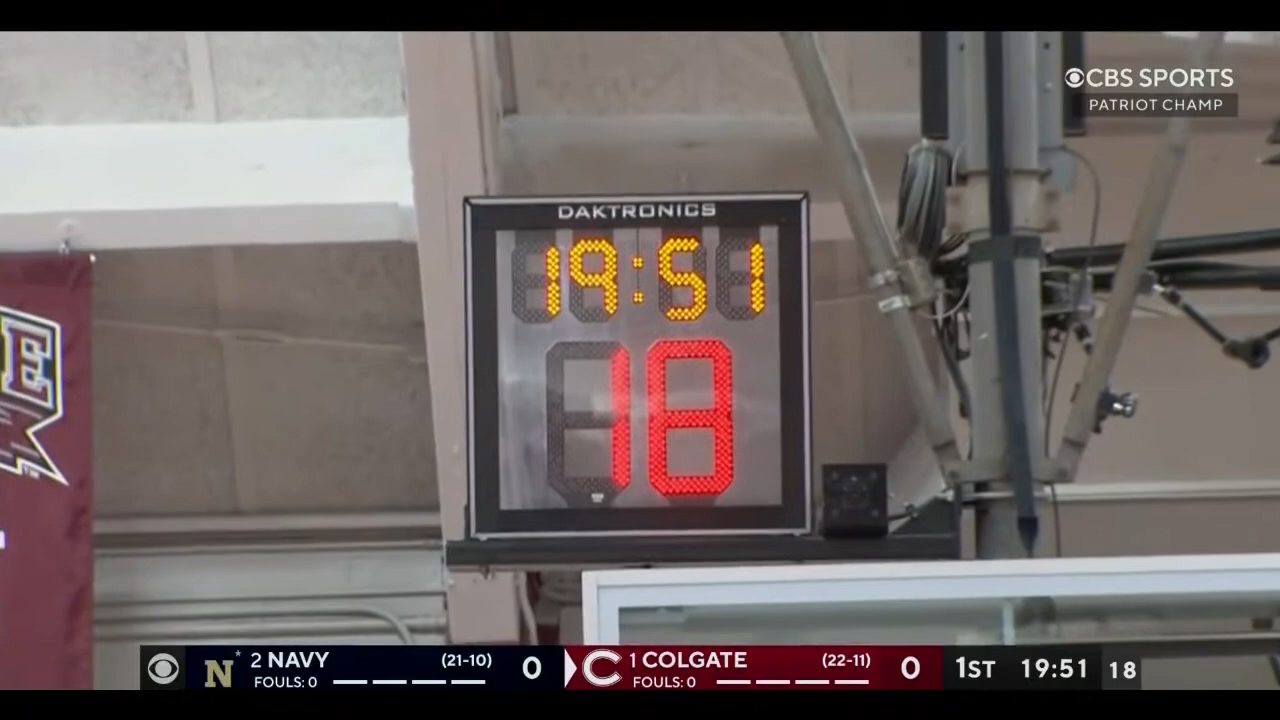 CBS SPORTS
PATRIOT CHAMP
DAKTRONICS
19:51
18
E
TM
N 2 NAVY (21-10) 0
FOULS: 0
C 1 COLGATE (22-11) 0
FOULS: 0
1ST 19:51 18